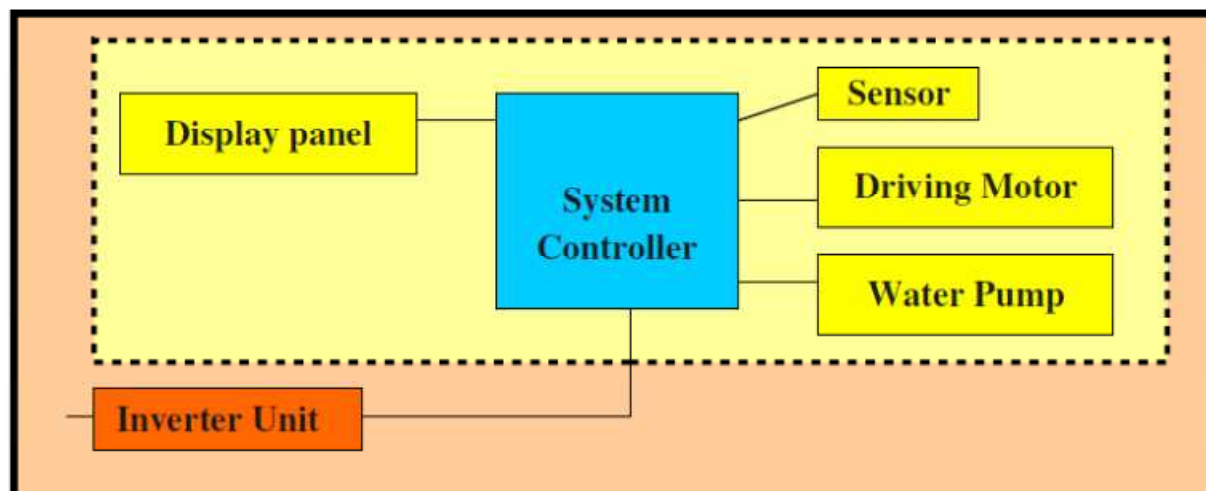 Display panel
System
Controller
Sensor
Driving Motor
Water Pump
Inverter Unit